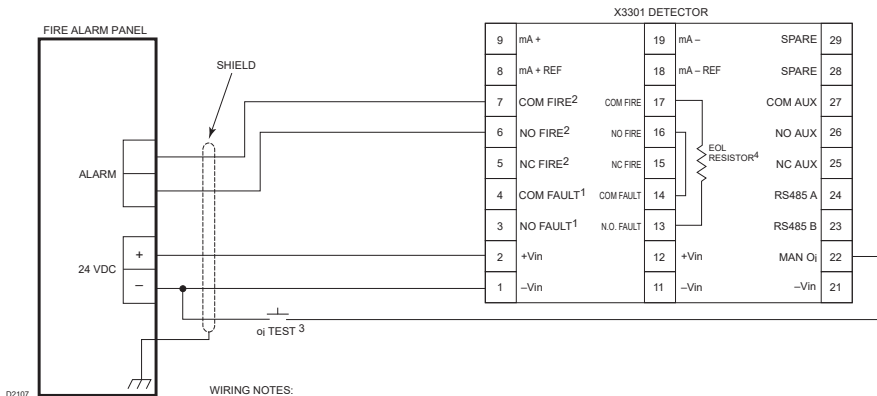 X3301 DETECTOR
FIRE ALARM PANEL
SHIELD
ALARM
+
24 VDC
–
oi TEST 3
9 mA + 19 mA – SPARE 29
8 mA + REF 18 mA – REF SPARE 28
7 COM FIRE2 COM FIRE 17 COM AUX 27
6 NO FIRE2 NO FIRE 16 NO AUX 26
5 NC FIRE2 NC FIRE 15 NC AUX 25
4 COM FAULT1 COM FAULT 14 RS485 A 24
3 NO FAULT1 N.O. FAULT 13 RS485 B 23
2 +Vin 12 +Vin MAN Oi 22
1 –Vin 11 –Vin –Vin 21
EOL
RESISTOR4
D2107
WIRING NOTES: